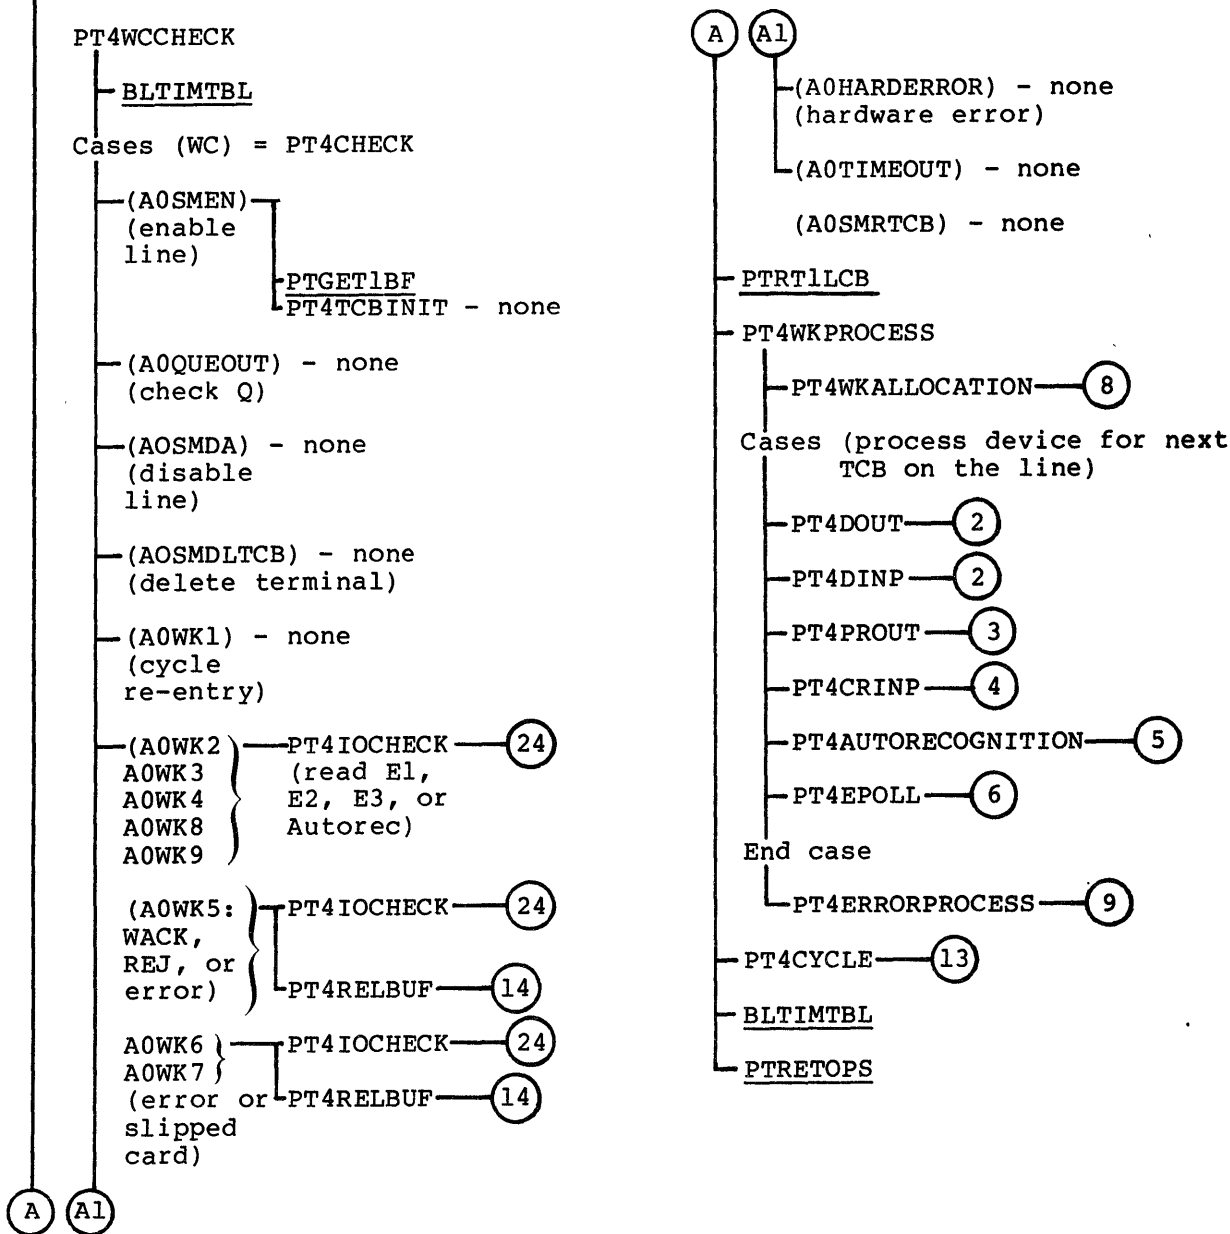 PT4WCCHECK
BLTIMTBL
Cases (WC) = PT4CHECK
(A0SMEN)
(enable
line)
PTGET1BF
PT4TCBINIT - none
(A0QUEOUT) - none
(check Q)
(AOSMDA) - none
(disable
line)
(AOSMDLTCB) - none
(delete terminal)
(A0WK1) - none
(cycle
re-entry)
(A0WK2
A0WK3
A0WK4
A0WK8
A0WK9
)
PT4IOCHECK
24
(read E1,
E2, E3, or
Autorec)
(A0WK5:
WACK,
REJ, or
error)
PT4IOCHECK
24
PT4RELBUF
14
A0WK6
A0WK7
(error or
slipped
card)
PT4IOCHECK
24
PT4RELBUF
14
A
A1
A
A1
(A0HARDERROR) - none
(hardware error)
(A0TIMEOUT) - none
(A0SMRTCB) - none
PTRT1LCB
PT4WKPROCESS
PT4WKALLOCATION
8
Cases (process device for next
TCB on the line)
PT4DOUT
2
PT4DINP
2
PT4PROUT
3
PT4CRINP
4
PT4AUTORECOGNITION
5
PT4EPOLL
6
End case
PT4ERRORPROCESS
9
PT4CYCLE
13
BLTIMTBL
PTRETOPS